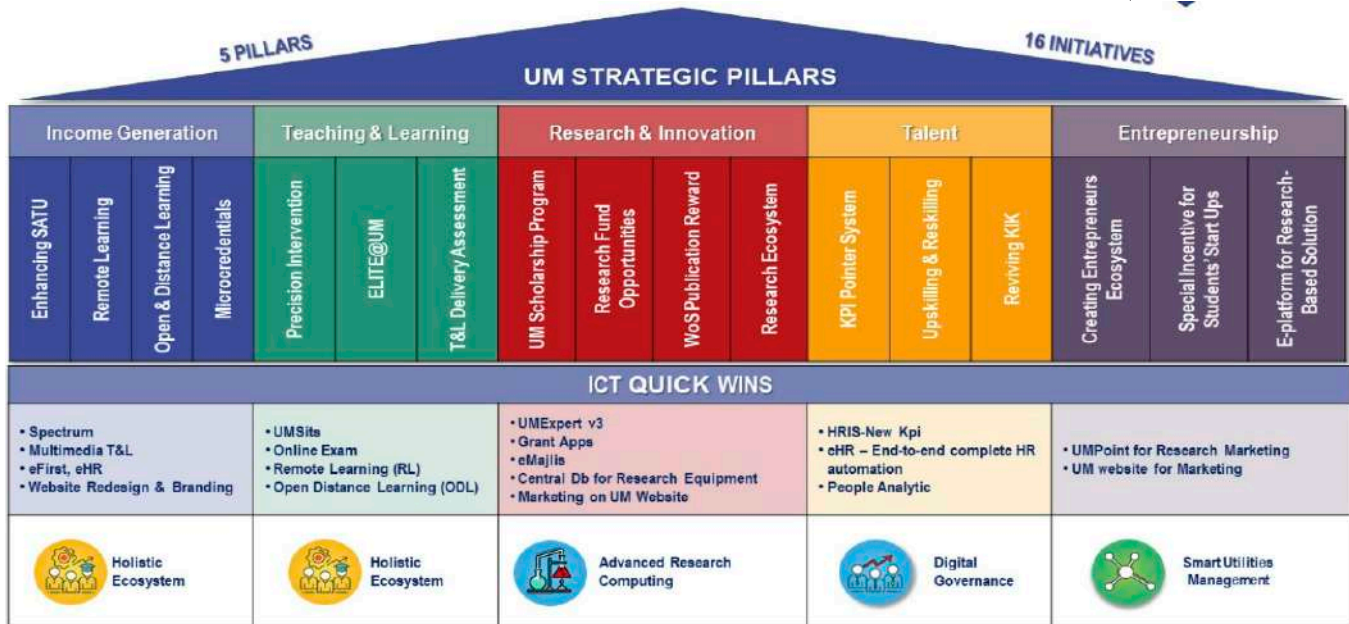 5 PILLARS
16 INITIATIVES
UM STRATEGIC PILLARS
Income Generation
Teaching & Learning
Research & Innovation
Talent
Entrepreneurship
Enhancing SATU
Remote Learning
Open & Distance Learning
Microcredentials
Precision Intervention
ELITE@UM
T&L Delivery Assessment
UM Scholarship Program
Research Fund
Opportunities
WoS Publication Reward
Research Ecosystem
KPI Pointer System
Upskilling & Reskilling
Reviving KIK
Creating Entrepreneurs
Ecosystem
Special Incentive for
Students' Start Ups
E-platform for Research-
Based Solution
ICT QUICK WINS
• Spectrum
• Multimedia T&L
• eFirst, eHR
• Website Redesign & Branding
• UMSits
• Online Exam
• Remote Learning (RL)
• Open Distance Learning (ODL)
• UMExpert v3
• Grant Apps
• eMajlis
• Central Db for Research Equipment
• Marketing on UM Website
• HRIS-New Kpi
• eHR – End-to-end complete HR
automation
• People Analytic
• UMPoint for Research Marketing
• UM website for Marketing
Holistic
Ecosystem
Holistic
Ecosystem
Advanced Research
Computing
Digital
Governance
Smart Utilities
Management